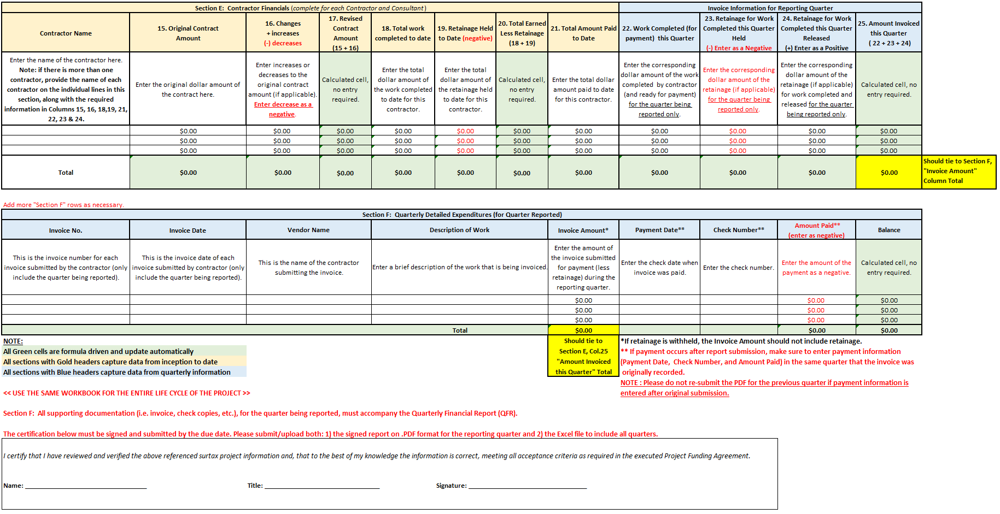 Section E:  Contractor Financials (complete for each Contractor and Consultant)
Invoice Information for Reporting Quarter
Contractor Name
15. Original Contract
Amount
16. Changes
+ increases
(-) decreases
17. Revised
Contract
Amount
(15 + 16)
18. Total work
completed to date
19. Retainage Held
to Date (negative)
20. Total Earned
Less Retainage
(18 + 19)
21. Total Amount Paid
to Date
22. Work Completed (for
payment)  this Quarter
23. Retainage for Work
Completed this Quarter
Held
(-) Enter as a Negative
24. Retainage for Work
Completed this Quarter
Released
(+) Enter as a Positive
25. Amount Invoiced
this Quarter
( 22 + 23 + 24)
Enter the name of the contractor here.
Note: if there is more than one
contractor, provide the name of each
contractor on the individual lines in this
section, along with the required
information in Columns 15, 16, 18,19, 21,
22, 23 & 24.
Enter the original dollar amount of
the contract here.
Enter increases or
decreases to the
original contract
amount (if applicable).
Enter decrease as a
negative.
Calculated cell,
no entry
required.
Enter the total
dollar amount of
the work completed
to date for this
contractor.
Enter the total
dollar amount of
the retainage held
to date for this
contractor.
Calculated cell,
no entry
required.
Enter the total dollar
amount paid to date
for this contractor.
Enter the corresponding
dollar amount of the work
completed  by contractor
(and ready for payment)
for the quarter being
reported only.
Enter the corresponding
dollar amount of the
retainage (if applicable)
for the quarter being
reported only.
Enter the corresponding
dollar amount of the
retainage (if applicable)
for work completed and
released for the quarter
being reported only.
Calculated cell, no
entry required.
$0.00 $0.00 $0.00 $0.00 $0.00 $0.00 $0.00 $0.00 $0.00 $0.00 $0.00
$0.00 $0.00 $0.00 $0.00 $0.00 $0.00 $0.00 $0.00 $0.00 $0.00 $0.00
$0.00 $0.00 $0.00 $0.00 $0.00 $0.00 $0.00 $0.00 $0.00 $0.00 $0.00
Total $0.00 $0.00 $0.00 $0.00 $0.00 $0.00 $0.00 $0.00 $0.00 $0.00 $0.00
Should tie to Section F,
"Invoice Amount"
Column Total
Add more "Section F" rows as necessary.
Section F:  Quarterly Detailed Expenditures (for Quarter Reported)
Invoice No.
Invoice Date
Vendor Name
Description of Work
Invoice Amount*
Payment Date**
Check Number**
Amount Paid**
(enter as negative)
Balance
This is the invoice number for each
invoice submitted by the contractor (only
include the quarter being reported).
This is the invoice date of each
invoice submitted by contractor (only
include the quarter being reported).
This is the name of the contractor
submitting the invoice.
Enter a brief description of the work that is being invoiced.
Enter the amount of
the invoice submitted
for payment (less
retainage) during the
reporting quarter.
Enter the check date when
invoice was paid.
Enter the check number.
Enter the amount of the
payment as a negative.
Calculated cell, no
entry required.
$0.00 $0.00 $0.00
$0.00 $0.00 $0.00
$0.00 $0.00 $0.00
Total $0.00 $0.00 $0.00
NOTE:
All Green cells are formula driven and update automatically
All sections with Gold headers capture data from inception to date
All sections with Blue headers capture data from quarterly information
Should tie to
Section E, Col.25
"Amount Invoiced
this Quarter" Total
*If retainage is withheld, the Invoice Amount should not include retainage.
** If payment occurs after report submission, make sure to enter payment information
(Payment Date,  Check Number, and Amount Paid) in the same quarter that the invoice was
originally recorded.
NOTE : Please do not re-submit the PDF for the previous quarter if payment information is
entered after original submission.
<< USE THE SAME WORKBOOK FOR THE ENTIRE LIFE CYCLE OF THE PROJECT >>
Section F:  All supporting documentation (i.e. invoice, check copies, etc.), for the quarter being reported, must accompany the Quarterly Financial Report (QFR).
The certification below must be signed and submitted by the due date. Please submit/upload both: 1) the signed report on .PDF format for the reporting quarter and 2) the Excel file to include all quarters.
I certify that I have reviewed and verified the above referenced surtax project information and, that to the best of my knowledge the information is correct, meeting all acceptance criteria as required in the executed Project Funding Agreement.
Name: ________________ Title: ________________ Signature: ________________